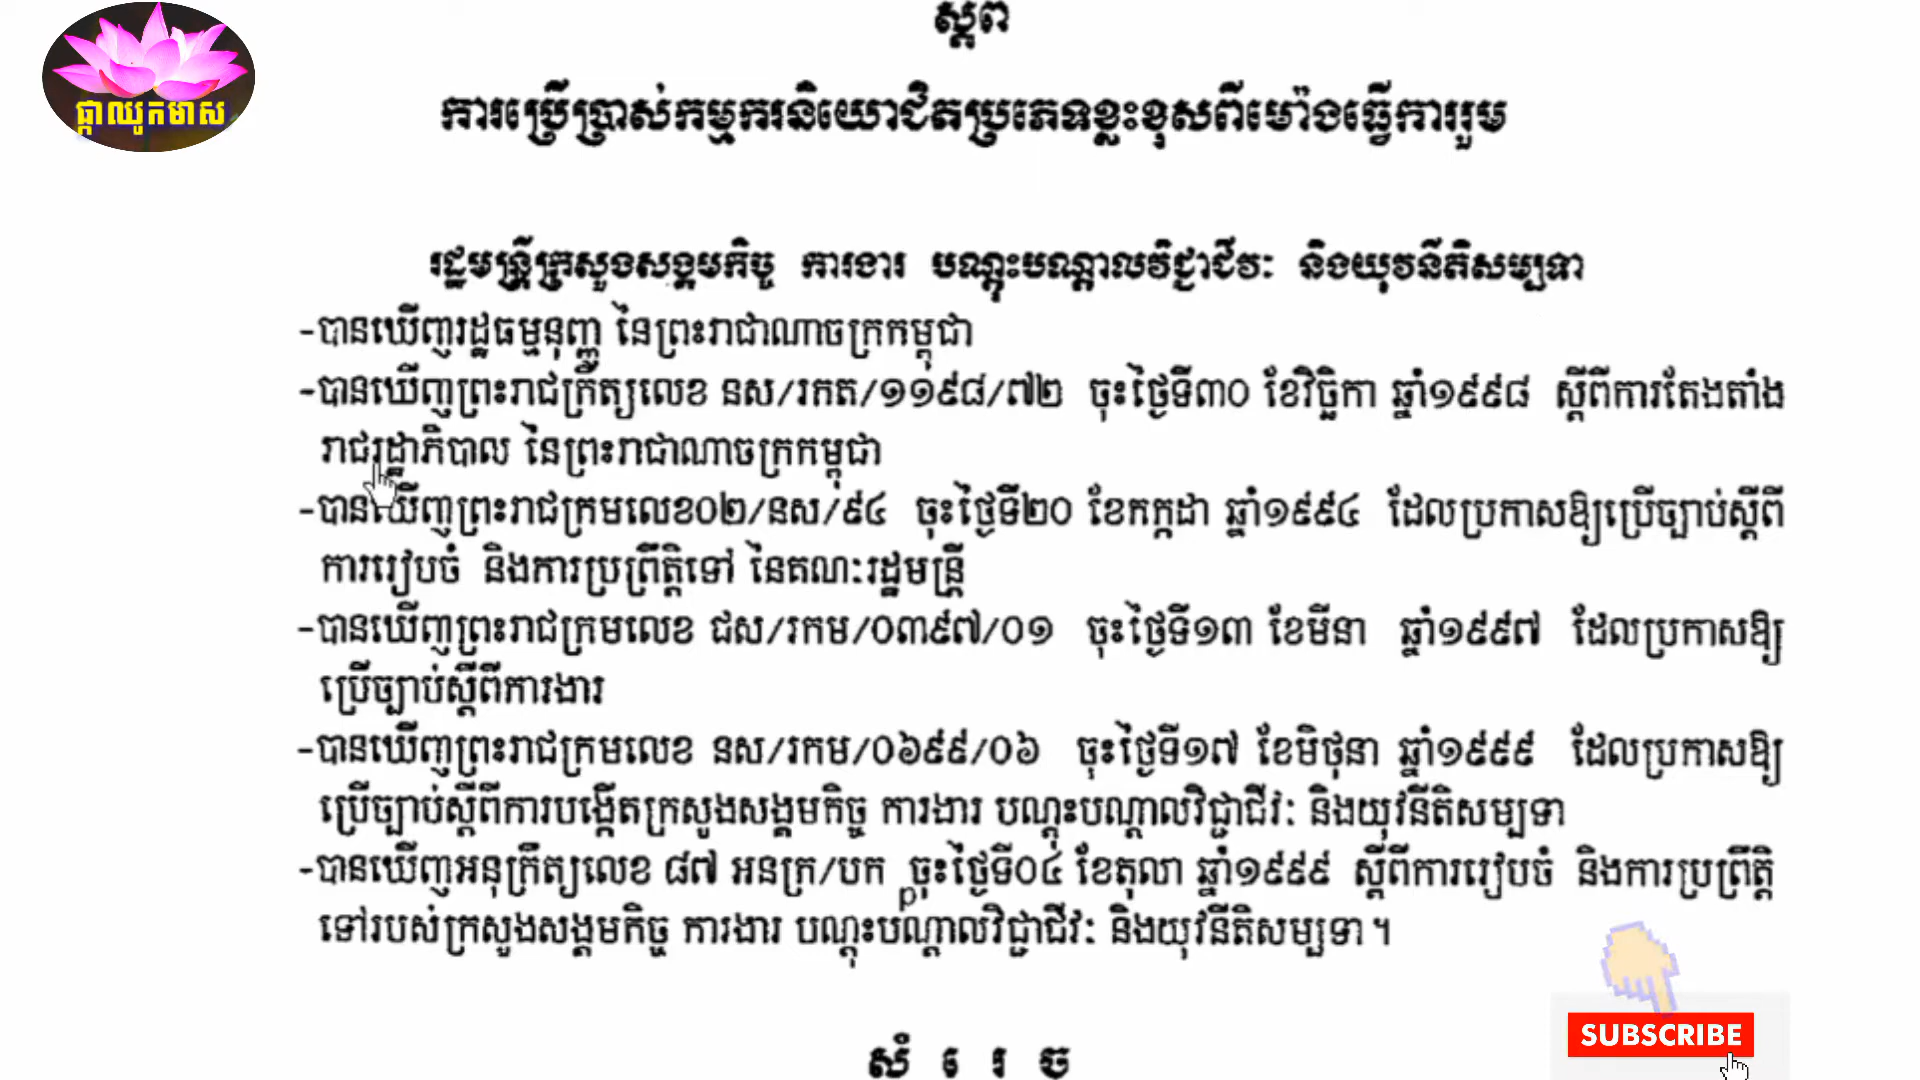 ស្តីពី
ផ្កាឈូកមាស
ការប្រើប្រាស់កម្មករនិយោជិតប្រភេទខ្លះខុសពីម៉ោងធ្វើការរួម
រដ្ឋមន្ត្រីក្រសួងសង្គមកិច្ច ការងារ បណ្តុះបណ្តាលវិជ្ជាជីវៈ និងយុវនីតិសម្បទា
-បានឃើញរដ្ឋធម្មនុញ្ញ នៃព្រះរាជាណាចក្រកម្ពុជា
-បានឃើញព្រះរាជក្រឹត្យលេខ នស/រកត/១១៩៨/៧២ ចុះថ្ងៃទី៣០ ខែវិច្ឆិកា ឆ្នាំ១៩៩៨ ស្តីពីការតែងតាំង
រាជរដ្ឋាភិបាល នៃព្រះរាជាណាចក្រកម្ពុជា
-បានឃើញព្រះរាជក្រមលេខ០២/នស/៩៤ ចុះថ្ងៃទី២០ ខែកក្កដា ឆ្នាំ១៩៩៤ ដែលប្រកាសឱ្យប្រើច្បាប់ស្តីពី
ការរៀបចំ និងការប្រព្រឹត្តិទៅ នៃគណៈរដ្ឋមន្ត្រី
-បានឃើញព្រះរាជក្រមលេខ ជស/រកម/០៣៩៧/០១ ចុះថ្ងៃទី១៣ ខែមីនា ឆ្នាំ១៩៩៧ ដែលប្រកាសឱ្យ
ប្រើច្បាប់ស្តីពីការងារ
-បានឃើញព្រះរាជក្រមលេខ នស/រកម/០៦៩៩/០៦ ចុះថ្ងៃទី១៧ ខែមិថុនា ឆ្នាំ១៩៩៩ ដែលប្រកាសឱ្យ
ប្រើច្បាប់ស្តីពីការបង្កើតក្រសួងសង្គមកិច្ច ការងារ បណ្តុះបណ្តាលវិជ្ជាជីវៈ និងយុវនីតិសម្បទា
-បានឃើញអនុក្រឹត្យលេខ ៨៧ អនក្រ/បក ចុះថ្ងៃទី០៤ ខែតុលា ឆ្នាំ១៩៩៩ ស្តីពីការរៀបចំ និងការប្រព្រឹត្តិ
p
ទៅរបស់ក្រសួងសង្គមកិច្ច ការងារ បណ្តុះបណ្តាលវិជ្ជាជីវៈ និងយុវនីតិសម្បទា។
SUBSCRIBE
សំ រេ ច